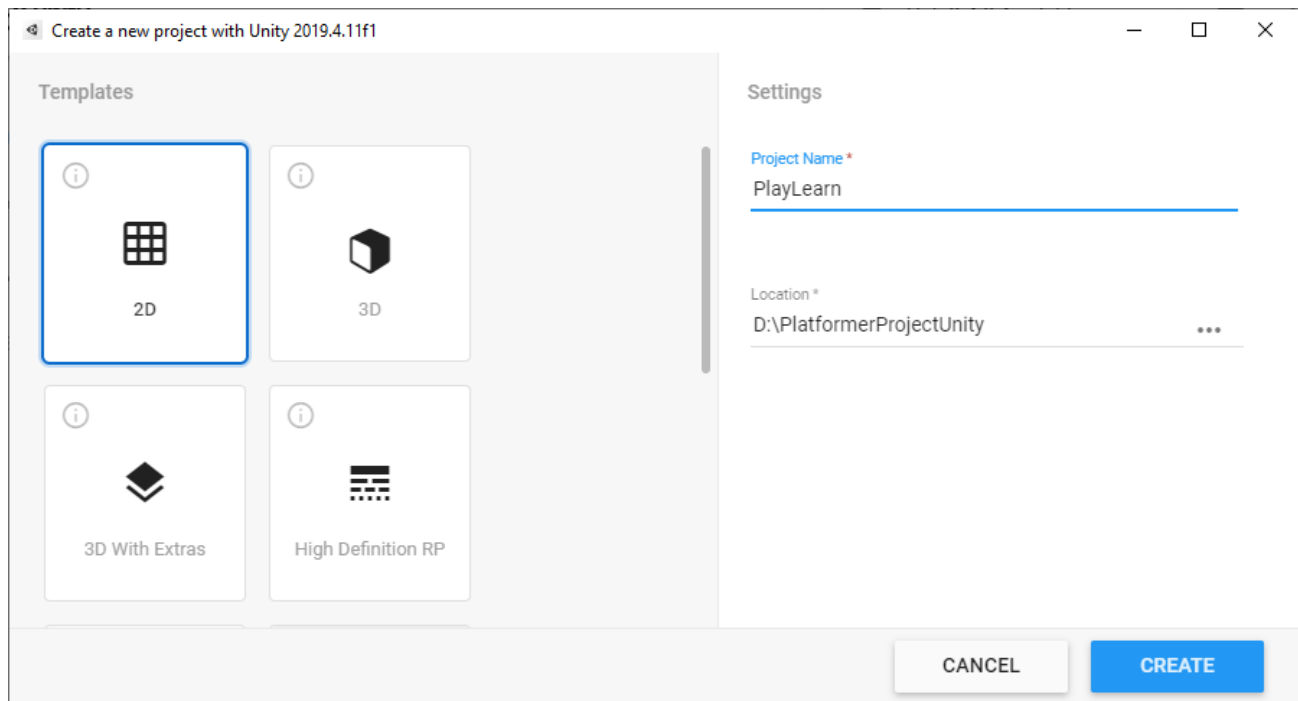 Create a new project with Unity 2019.4.11f1
Templates
2D
3D
3D With Extras
High Definition RP
Settings
Project Name *
PlayLearn
Location *
D:\PlatformerProjectUnity
CANCEL
CREATE